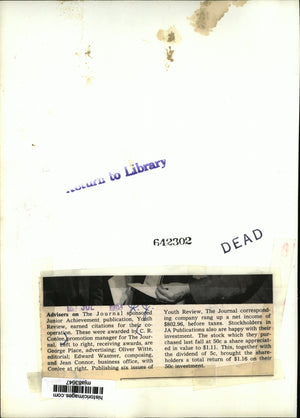 Return to Library
642302
DEAD
JUL
Advisers on The Journal sponsored
Junior Achievement publication, Youth
Review, earned citations for their co-
operation. These were awarded by C. R.
Conlee, promotion manager for The Jour-
nal. Left to right, receiving awards, are
George Place, advertising; Oliver Witte,
editorial; Edward Wasmer, composing,
and Jean Connor, business office, with
Conlee at right. Publishing six issues of
Youth Review, The Journal correspond-
ing company rang up a net income of
$802.96, before taxes. Stockholders in
JA Publications also are happy with their
investment. The stock which they pur-
chased last fall at 50c a share appreciat-
ed in value to $1.11. This, together with
the dividend of 5c, brought the share-
holders a total return of $1.16 on their
50c investment.
historicimages.com